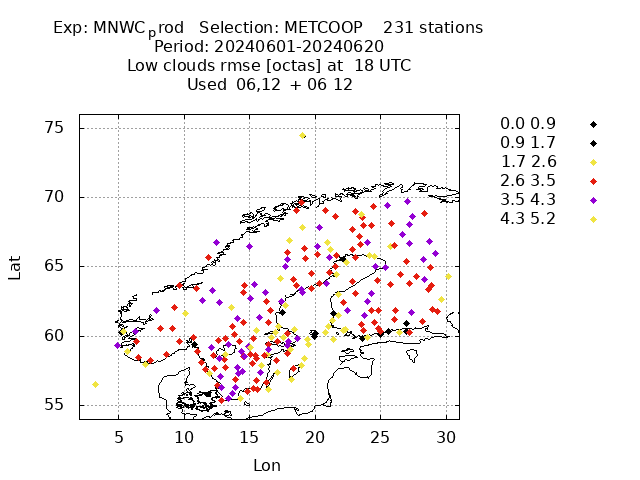 Exp: MNWCprod Selection: METCOOP 231 stations
Period: 20240601-20240620
Low clouds rmse [octas] at 18 UTC
Used 06,12 + 06 12
75
70
65
60
55
Lat
5 10 15 20 25 30
Lon
0.0 0.9
0.9 1.7
1.7 2.6
2.6 3.5
3.5 4.3
4.3 5.2